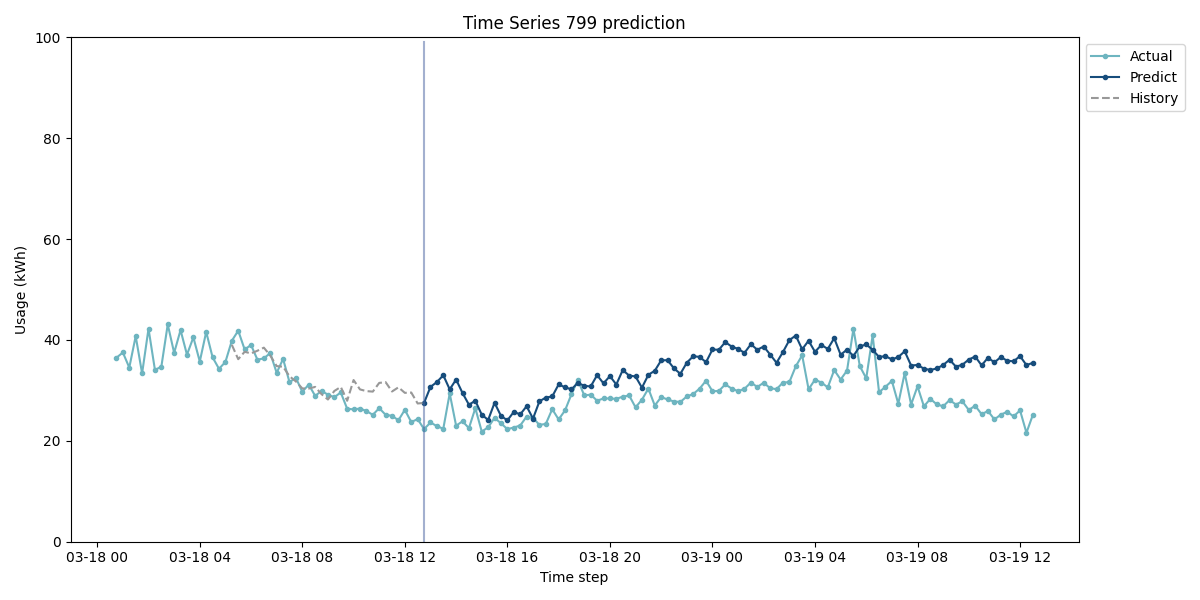 Time Series 799 prediction
Actual
Predict
History
100
80
60
40
20
0
Usage (kWh)
03-18 00 03-18 04 03-18 08 03-18 12 03-18 16 03-18 20 03-19 00 03-19 04 03-19 08 03-19 12
Time step